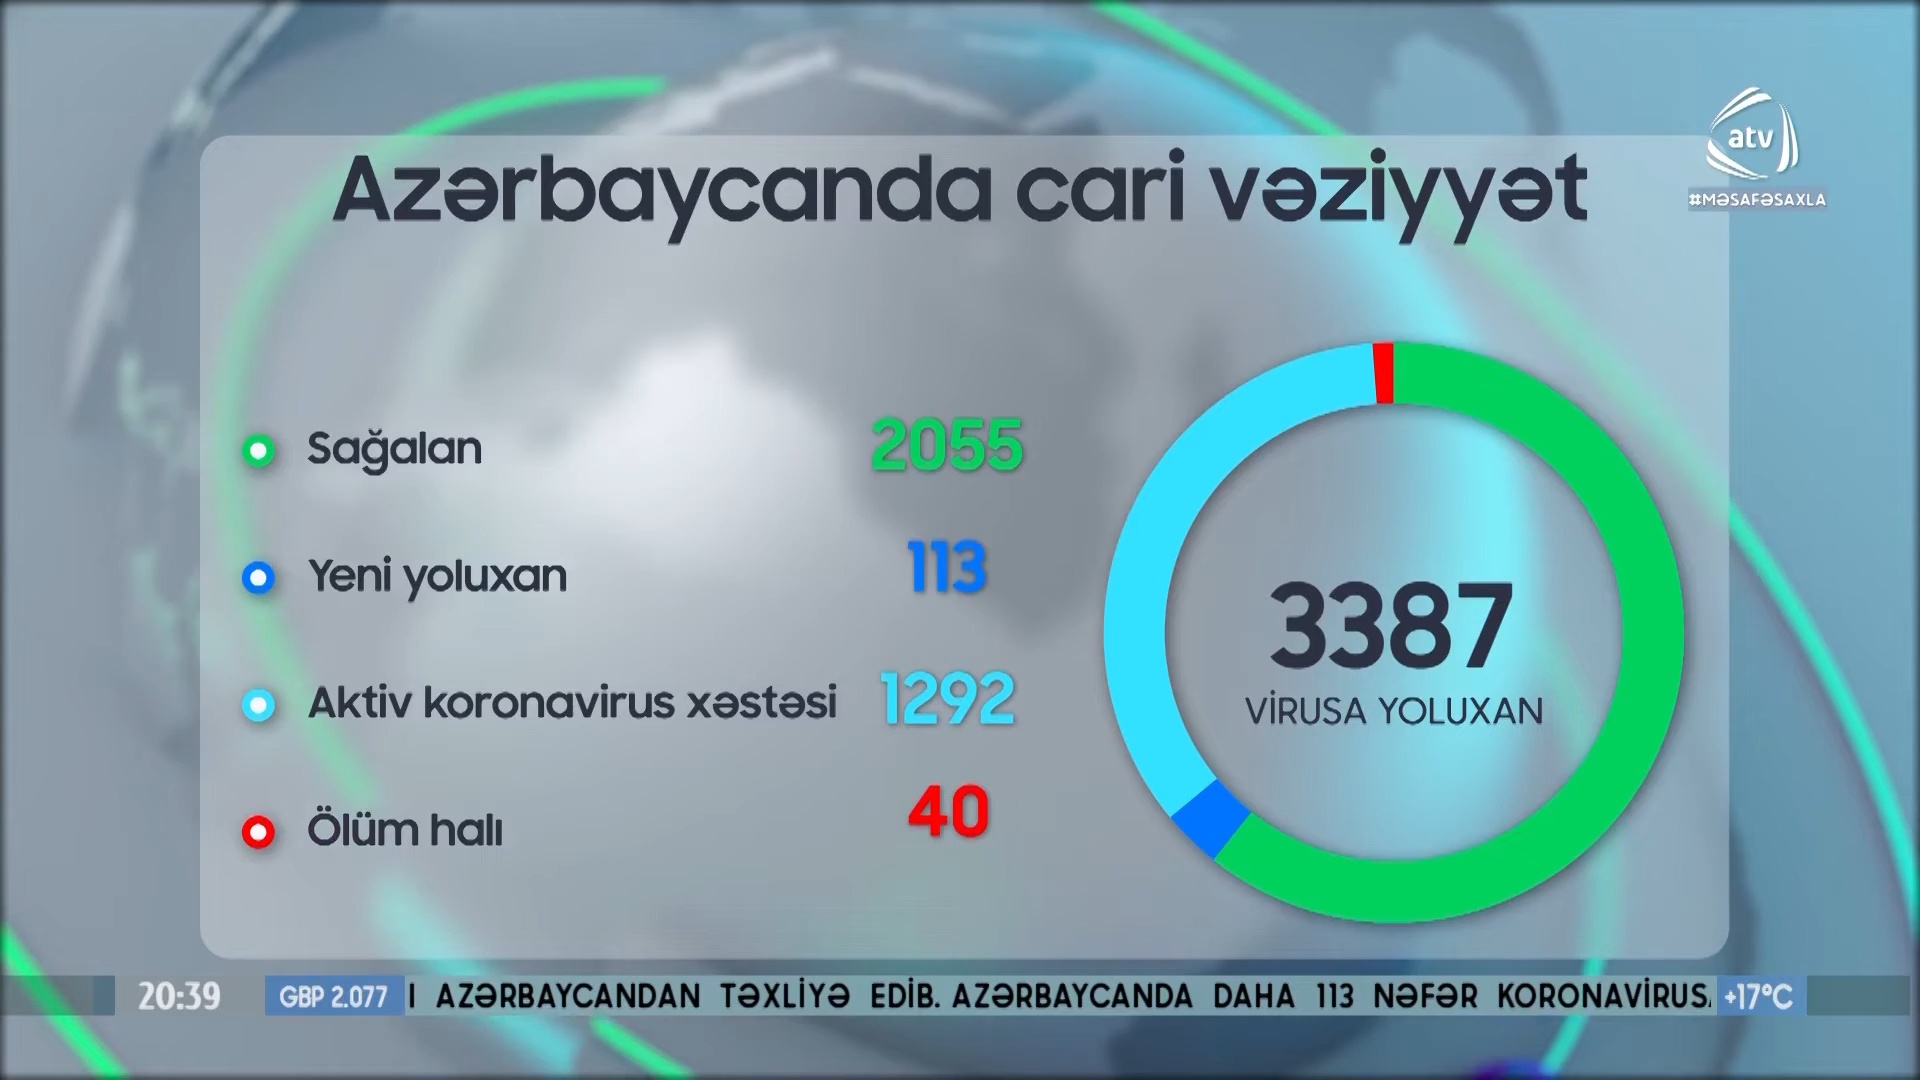 Azərbaycanda cari vəziyyət
atv
#MƏSAFƏSAXLA
Sağalan 2055
Yeni yoluxan 113
Aktiv koronavirus xəstəsi 1292
Ölüm halı 40
3387
VİRUSA YOLUXAN
20:39 GBP 2.077 I AZƏRBAYCANDAN TƏXLİYƏ EDİB. AZƏRBAYCANDA DAHA 113 NƏFƏR KORONAVİRUS +17°C